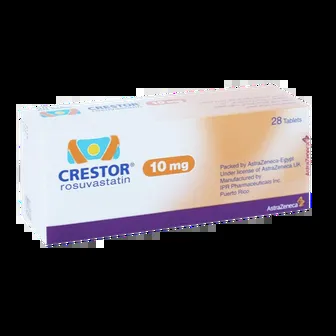 CRESTOR®
rosuvastatin
10 mg
28 Tablets
Packed by AstraZeneca Egypt
Under license of AstraZeneca UK
Manufactured by
IPR Pharmaceuticals Inc.
Puerto Rico.
AstraZeneca